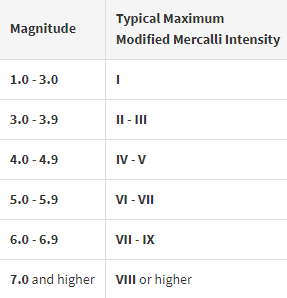 Magnitude
Typical Maximum
Modified Mercalli Intensity
1.0 - 3.0
I
3.0 - 3.9
II - III
4.0 - 4.9
IV - V
5.0 - 5.9
VI - VII
6.0 - 6.9
VII - IX
7.0 and higher
VIII or higher